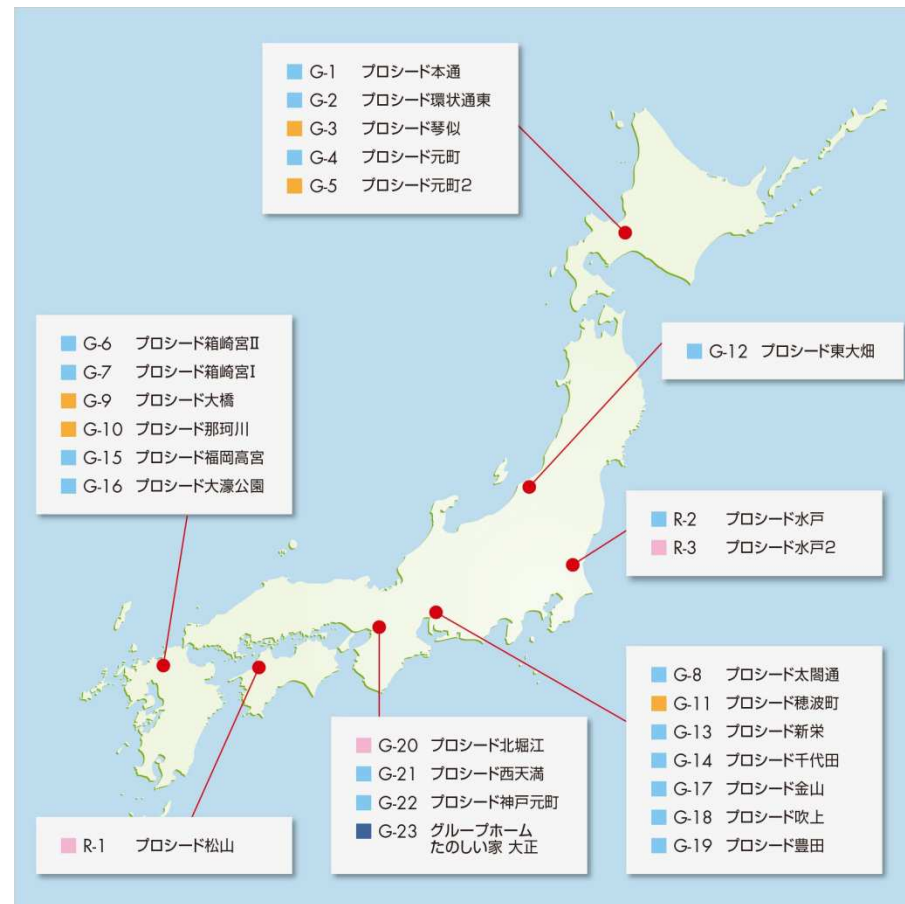 G-1 プロシード本通
G-2 プロシード環状通東
G-3 プロシード琴似
G-4 プロシード元町
G-5 プロシード元町2
G-6 プロシード箱崎宮Ⅱ
G-7 プロシード箱崎宮Ⅰ
G-9 プロシード大橋
G-10 プロシード那珂川
G-15 プロシード福岡高宮
G-16 プロシード大濠公園
G-12 プロシード東大畑
R-2 プロシード水戸
R-3 プロシード水戸2
G-8 プロシード太閤通
G-11 プロシード穂波町
G-13 プロシード新栄
G-14 プロシード千代田
G-17 プロシード金山
G-18 プロシード吹上
G-19 プロシード豊田
G-20 プロシード北堀江
G-21 プロシード西天満
G-22 プロシード神戸元町
G-23 グループホーム
たのしい家 大正
R-1 プロシード松山